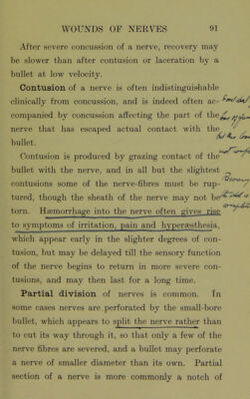 WOUNDS OF NERVES 91
After severe concussion of a nerve, recovery may
be slower than after contusion or laceration by a
bullet at low velocity.
Contusion of a nerve is often indistinguishable
clinically from concussion, and is indeed often ac-
companied by concussion affecting the part of the
nerve that has escaped actual contact with the
bullet.
Contusion is produced by grazing contact of the
bullet with the nerve, and in all but the slightest
contusions some of the nerve-fibres must be rup-
tured, though the sheath of the nerve may not be
torn. Hæmorrhage into the nerve often gives rise
to symptoms of irritation, pain and hyperæsthesia,
which appear early in the slighter degrees of con-
tusion, but may be delayed till the sensory function
of the nerve begins to return in more severe con-
tusions, and may then last for a long time.
Partial division of nerves is common. In
some cases nerves are perforated by the small-bore
bullet, which appears to split the nerve rather than
to cut its way through it, so that only a few of the
nerve fibres are severed, and a bullet may perforate
a nerve of smaller diameter than its own. Partial
section of a nerve is more commonly a notch of